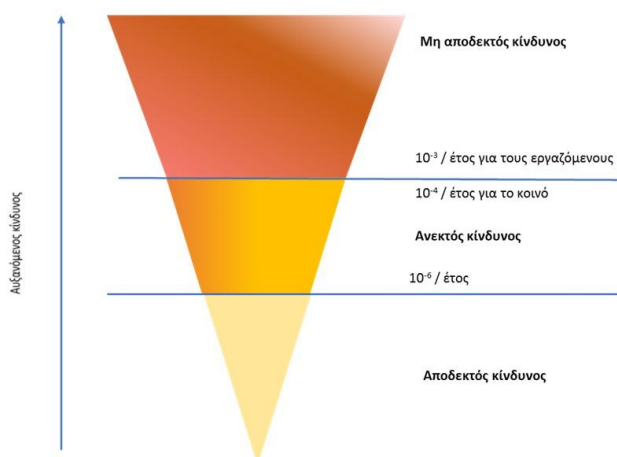 Μη αποδεκτός κίνδυνος
10⁻³ / έτος για τους εργαζόμενους
10⁻⁴ / έτος για το κοινό
Ανεκτός κίνδυνος
10⁻⁶ / έτος
Αποδεκτός κίνδυνος
Αυξανόμενος κίνδυνος